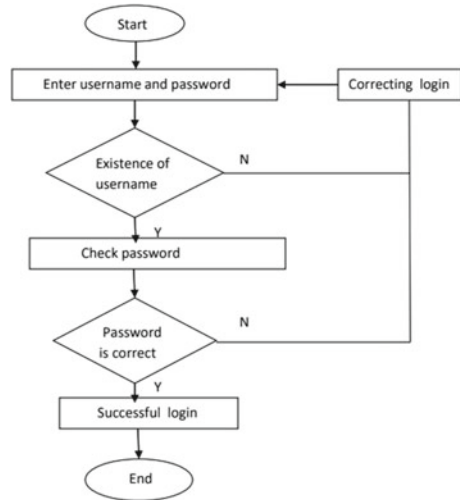 Start
Enter username and password
Correcting login
Existence of
username
N
Y
Check password
Password
is correct
N
Y
Successful login
End